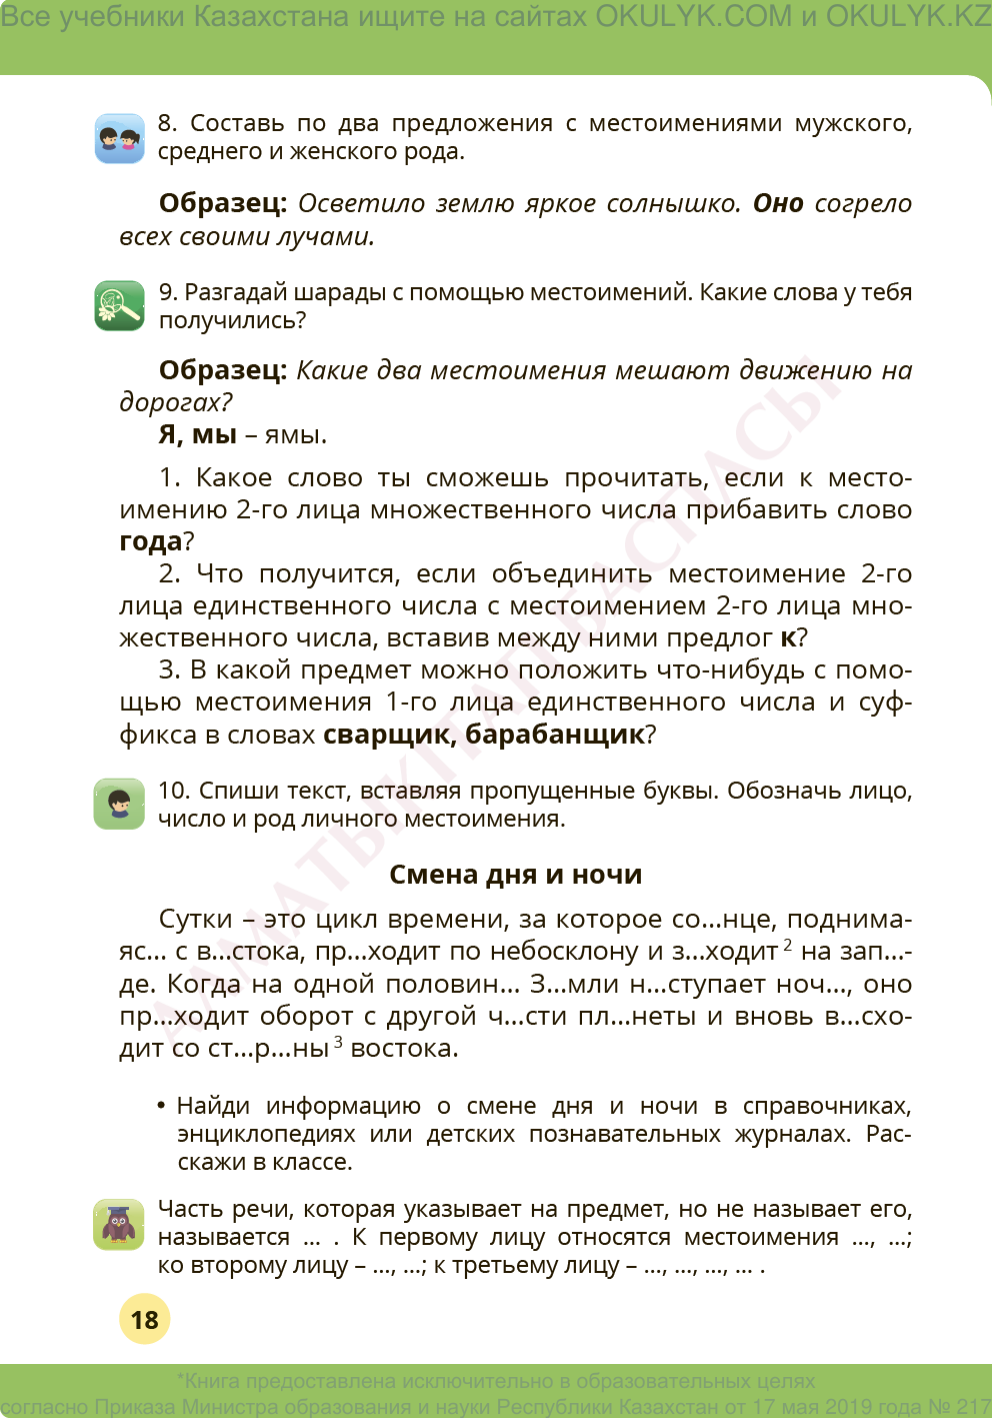 Все учебники Казахстана ищите на сайтах OKULYK.COM и OKULYK.KZ
8. Составь по два предложения с местоимениями мужского,
среднего и женского рода.
Образец: Осветило землю яркое солнышко. Оно согрело
всех своими лучами.
9. Разгадай шарады с помощью местоимений. Какие слова у тебя
получились?
Образец: Какие два местоимения мешают движению на
дорогах?
Я, мы – ямы.
1. Какое слово ты сможешь прочитать, если к место-
имению 2-го лица множественного числа прибавить слово
года?
2. Что получится, если объединить местоимение 2-го
лица единственного числа с местоимением 2-го лица мно-
жественного числа, вставив между ними предлог к?
3. В какой предмет можно положить что-нибудь с помо-
щью местоимения 1-го лица единственного числа и суф-
фикса в словах сварщик, барабанщик?
10. Спиши текст, вставляя пропущенные буквы. Обозначь лицо,
число и род личного местоимения.
Смена дня и ночи
Сутки – это цикл времени, за которое со...нце, поднима-
яс... с в...стока, пр...ходит по небосклону и з...ходит ² на зап...-
де. Когда на одной половин... З...мли н...ступает ноч..., оно
пр...ходит оборот с другой ч...сти пл...неты и вновь в...схо-
дит со ст...р...ны ³ востока.
• Найди информацию о смене дня и ночи в справочниках,
энциклопедиях или детских познавательных журналах. Рас-
скажи в классе.
Часть речи, которая указывает на предмет, но не называет его,
называется ... . К первому лицу относятся местоимения ..., ...;
ко второму лицу – ..., ...; к третьему лицу – ..., ..., ..., ... .
18
АЛМАТЫКІТАП БАСПАСЫ
*Книга предоставлена исключительно в образовательных целях
согласно Приказа Министра образования и науки Республики Казахстан от 17 мая 2019 года № 217